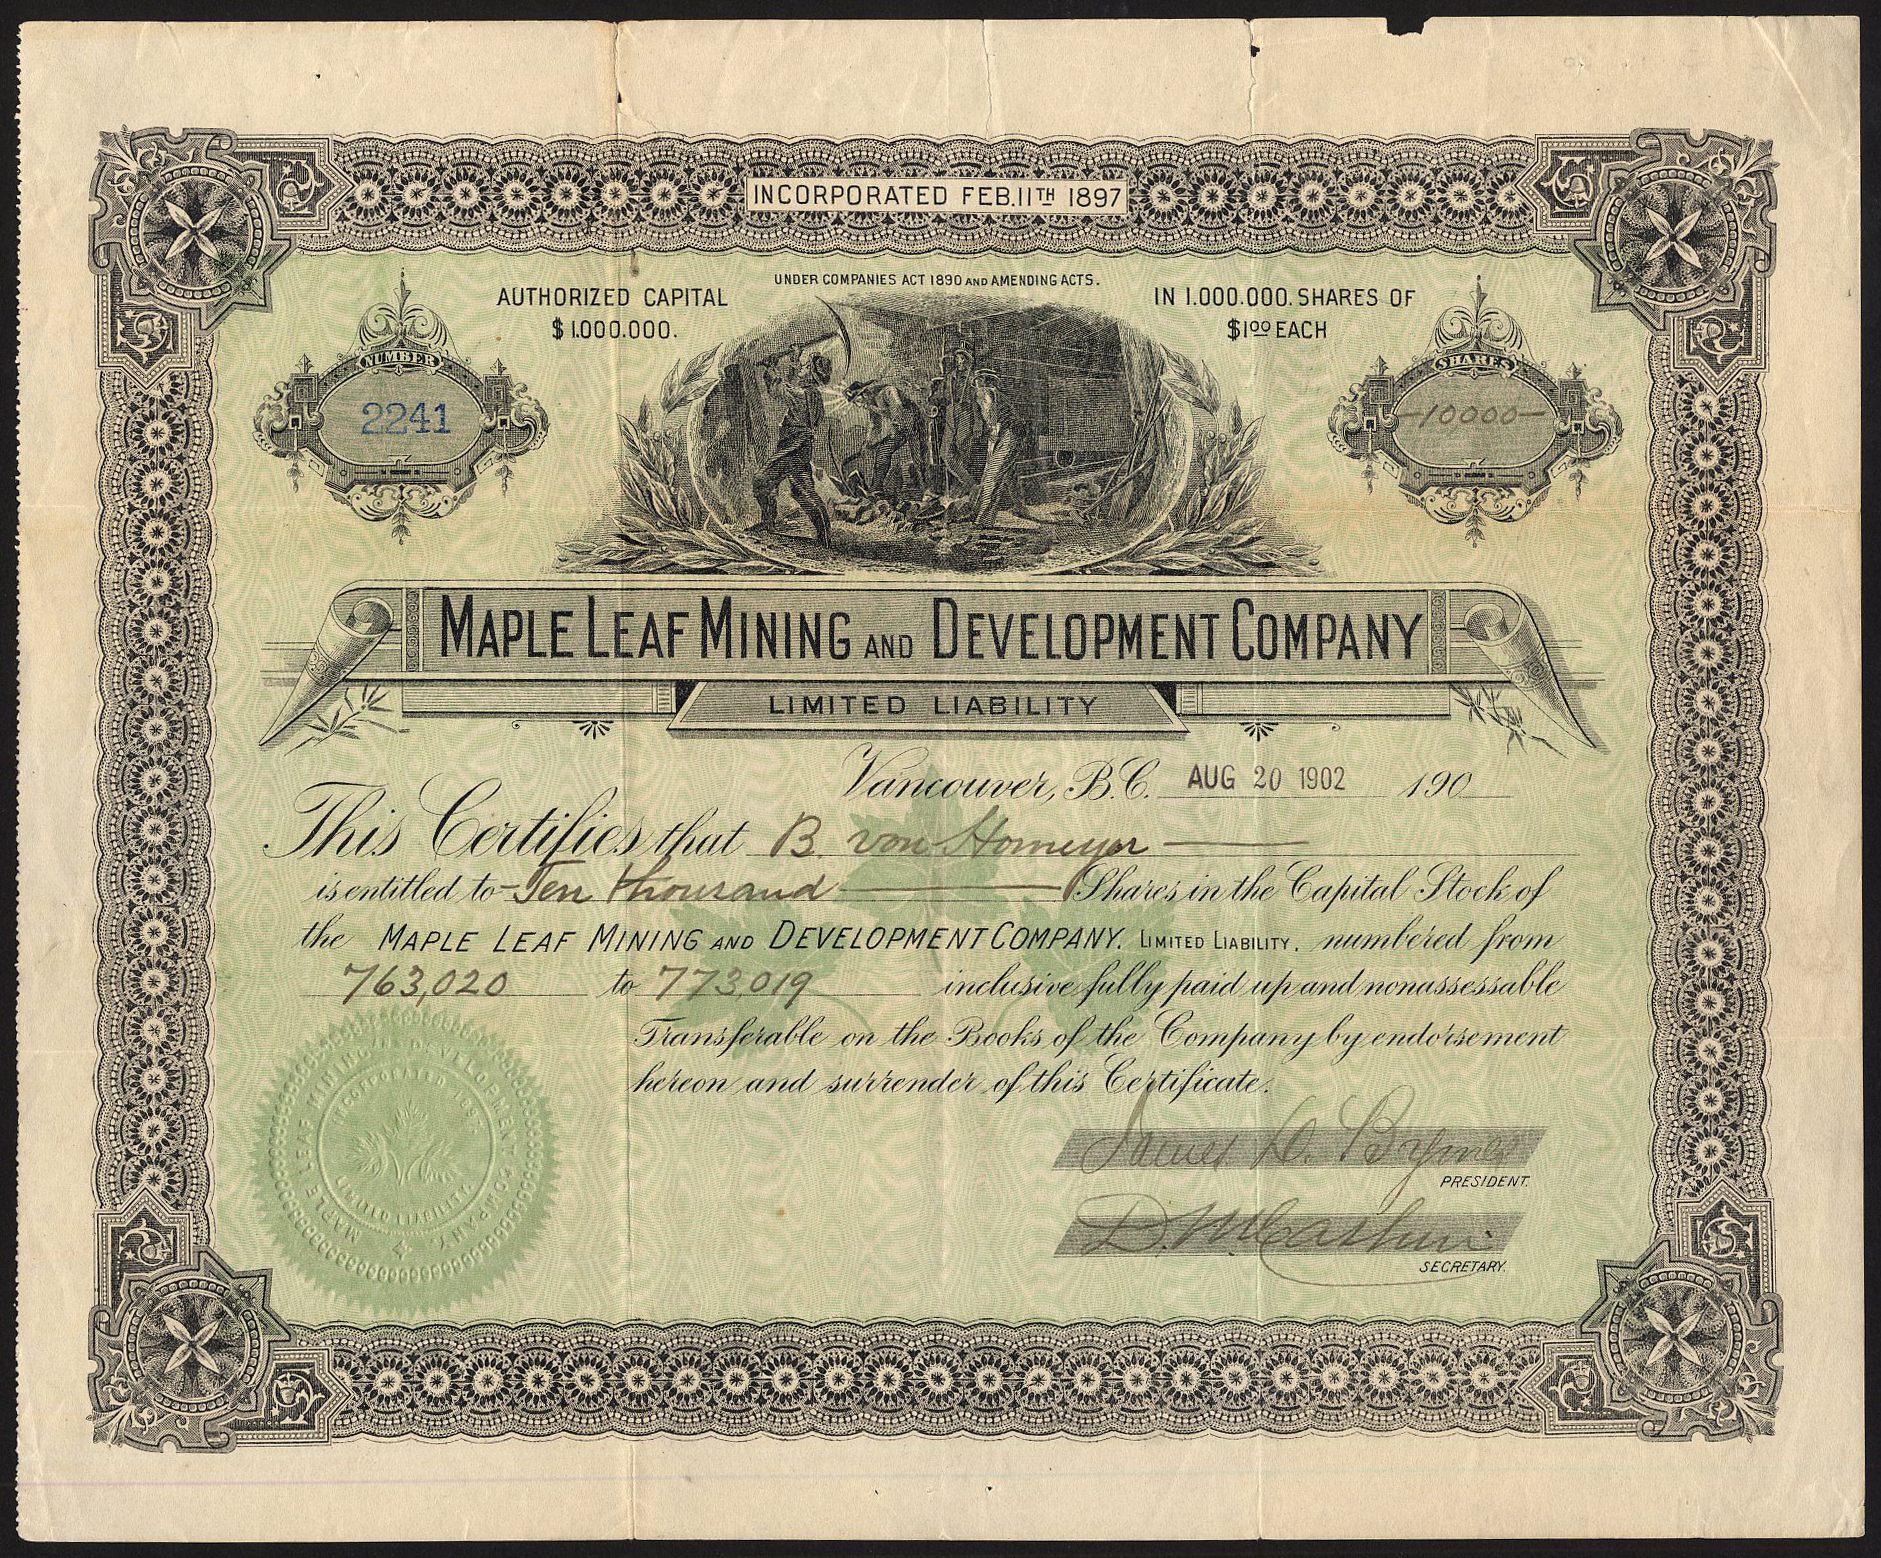 INCORPORATED FEB. 11TH 1897
UNDER COMPANIES ACT 1890 AND AMENDING ACTS.
AUTHORIZED CAPITAL
$1.000.000.
IN 1.000.000. SHARES OF
$100 EACH
NUMBER
2241
SHARES
-10000-
MAPLE LEAF MINING AND DEVELOPMENT COMPANY
LIMITED LIABILITY
Vancouver, B.C. AUG 20 1902 190
This Certifies that B. von Homeyer
is entitled to Ten thousand Shares in the Capital Stock of
the MAPLE LEAF MINING AND DEVELOPMENT COMPANY. LIMITED LIABILITY. numbered from
763,020 to 773,019 inclusive fully paid up and nonassessable
Transferable on the Books of the Company by endorsement
hereon and surrender of this Certificate.
MAPLE LEAF MINING AND DEVELOPMENT COMPANY.
INCORPORATED 1897
LIMITED LIABILITY.
James D. Byrne
PRESIDENT.
D.
SECRETARY.